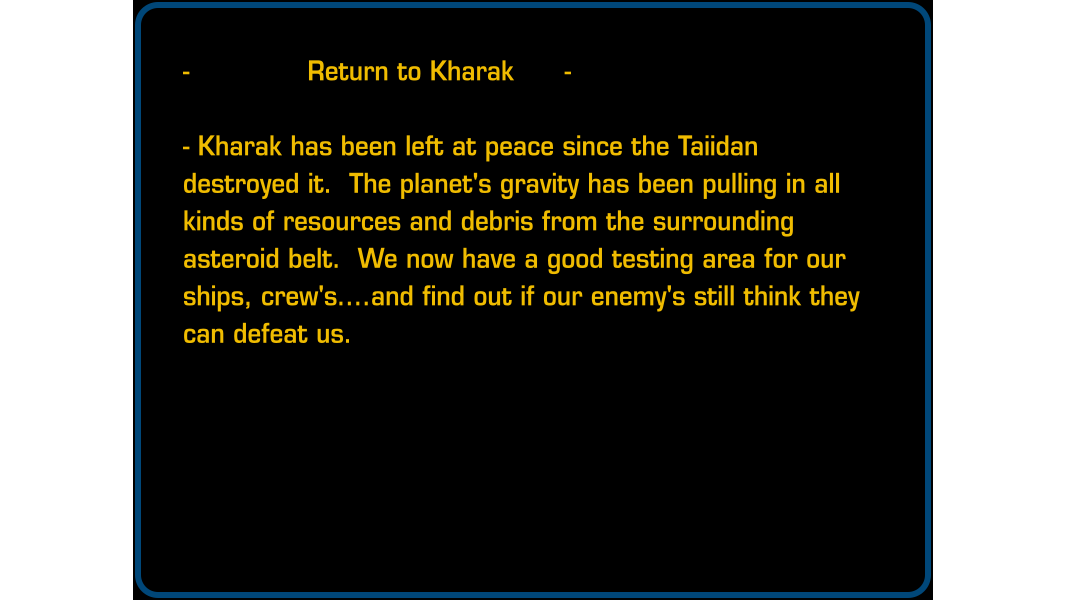 - Return to Kharak -
- Kharak has been left at peace since the Taiidan
destroyed it.  The planet's gravity has been pulling in all
kinds of resources and debris from the surrounding
asteroid belt.  We now have a good testing area for our
ships, crew's....and find out if our enemy's still think they
can defeat us.